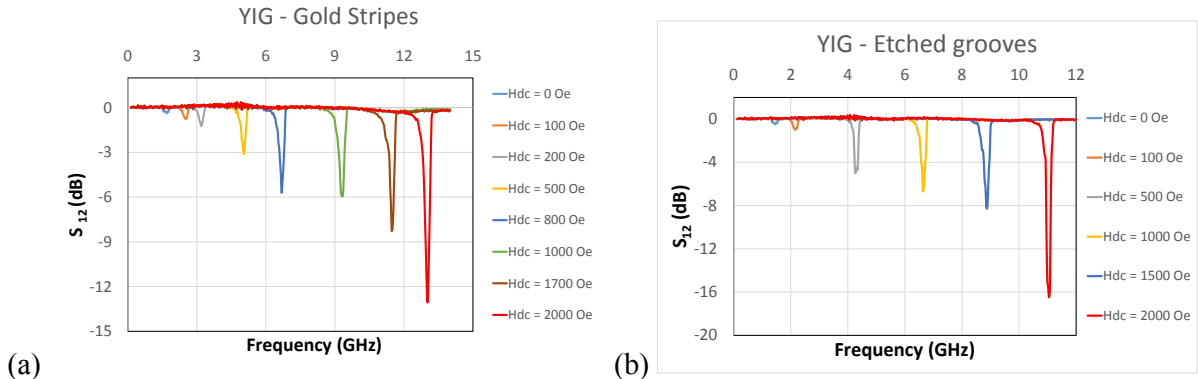 YIG - Gold Stripes
0 3 6 9 12 15
0
-3
-6
-9
-12
-15
S 12 (dB)
Frequency (GHz)
Hdc = 0 Oe
Hdc = 100 Oe
Hdc = 200 Oe
Hdc = 500 Oe
Hdc = 800 Oe
Hdc = 1000 Oe
Hdc = 1700 Oe
Hdc = 2000 Oe
(a)
YIG - Etched grooves
0 2 4 6 8 10 12
0
-4
-8
-12
-16
-20
S12 (dB)
Frequency (GHz)
Hdc = 0 Oe
Hdc = 100 Oe
Hdc = 500 Oe
Hdc = 1000 Oe
Hdc = 1500 Oe
Hdc = 2000 Oe
(b)